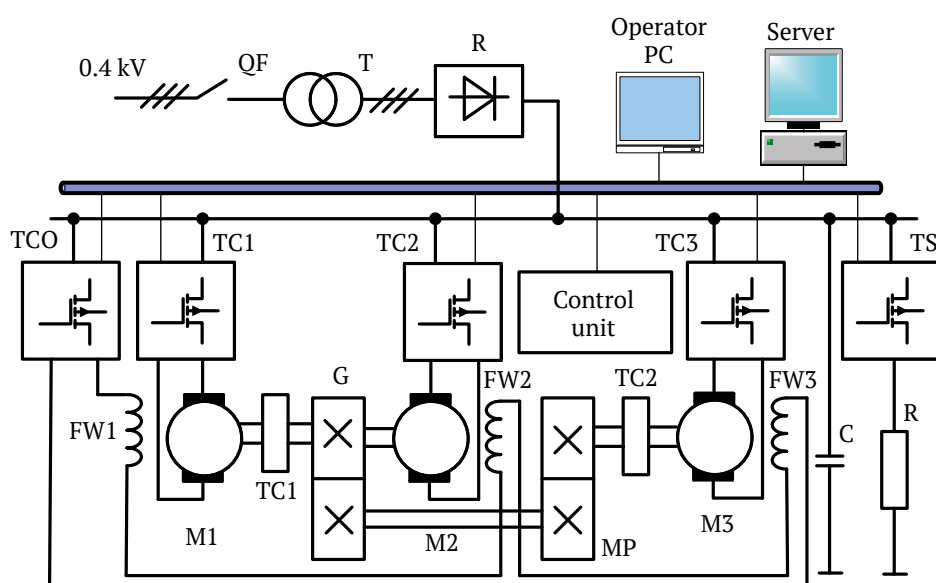 Operator
PC
Server
0.4 kV
QF
T
R
TCO
TC1
TC2
TC3
TS
Control
unit
G
FW2
TC2
FW3
FW1
R
C
TC1
M1
M2
MP
M3